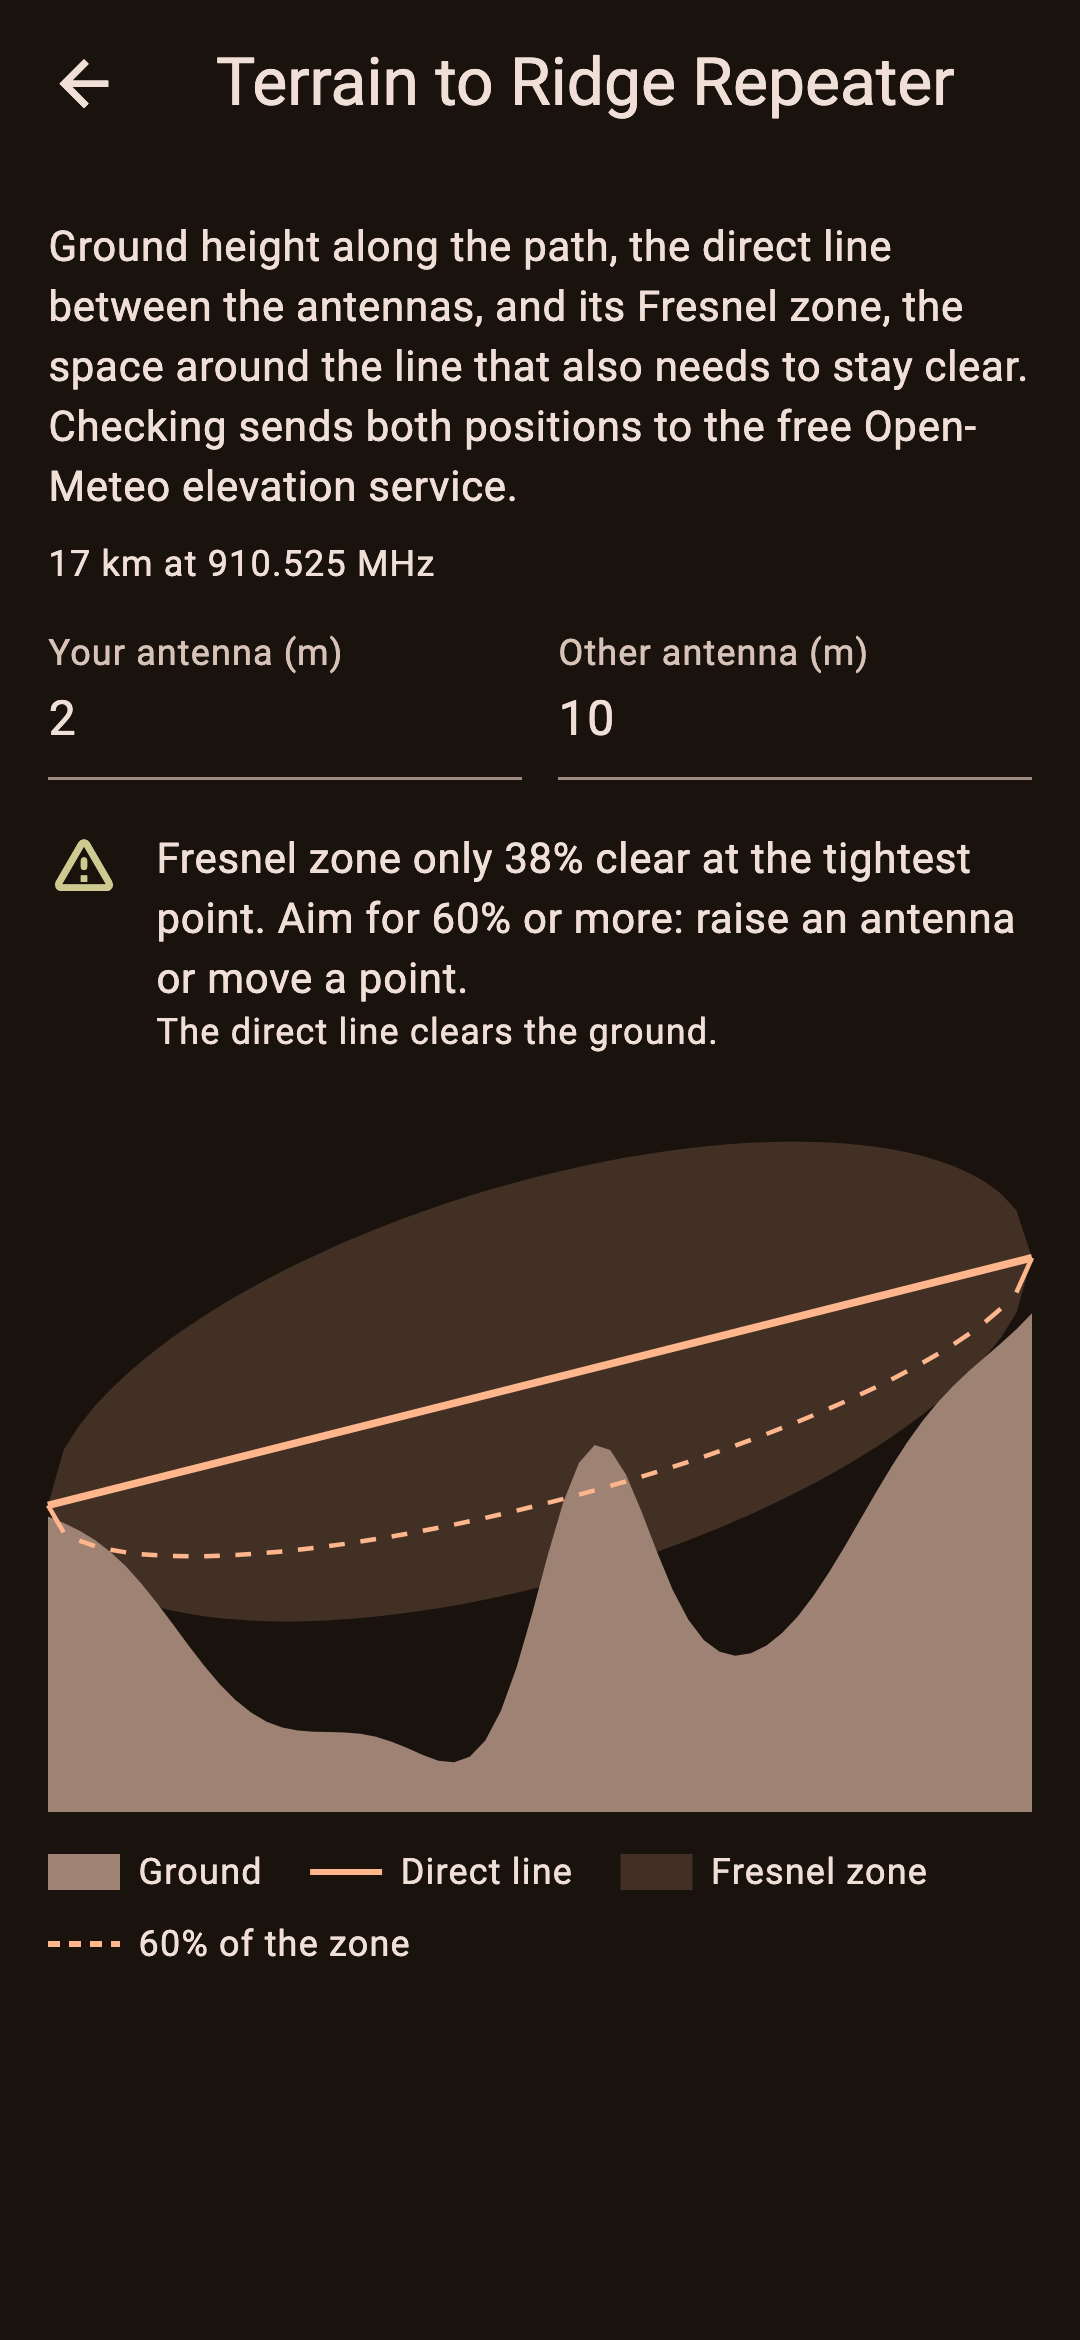 Terrain to Ridge Repeater
Ground height along the path, the direct line
between the antennas, and its Fresnel zone, the
space around the line that also needs to stay clear.
Checking sends both positions to the free Open-
Meteo elevation service.
17 km at 910.525 MHz
Your antenna (m)
Other antenna (m)
2
10
Fresnel zone only 38% clear at the tightest
point. Aim for 60% or more: raise an antenna
or move a point.
The direct line clears the ground.
Ground
Direct line
Fresnel zone
60% of the zone